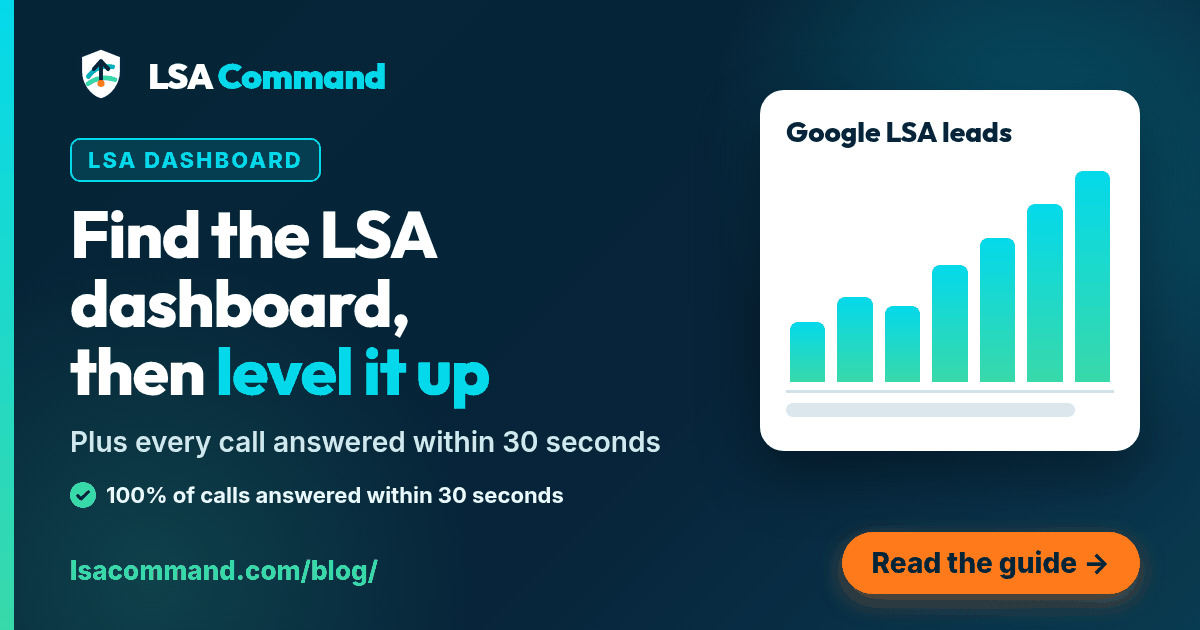 LSA Command
LSA DASHBOARD
Find the LSA
dashboard,
then level it up
Plus every call answered within 30 seconds
100% of calls answered within 30 seconds
lsacommand.com/blog/
Google LSA leads
Read the guide →